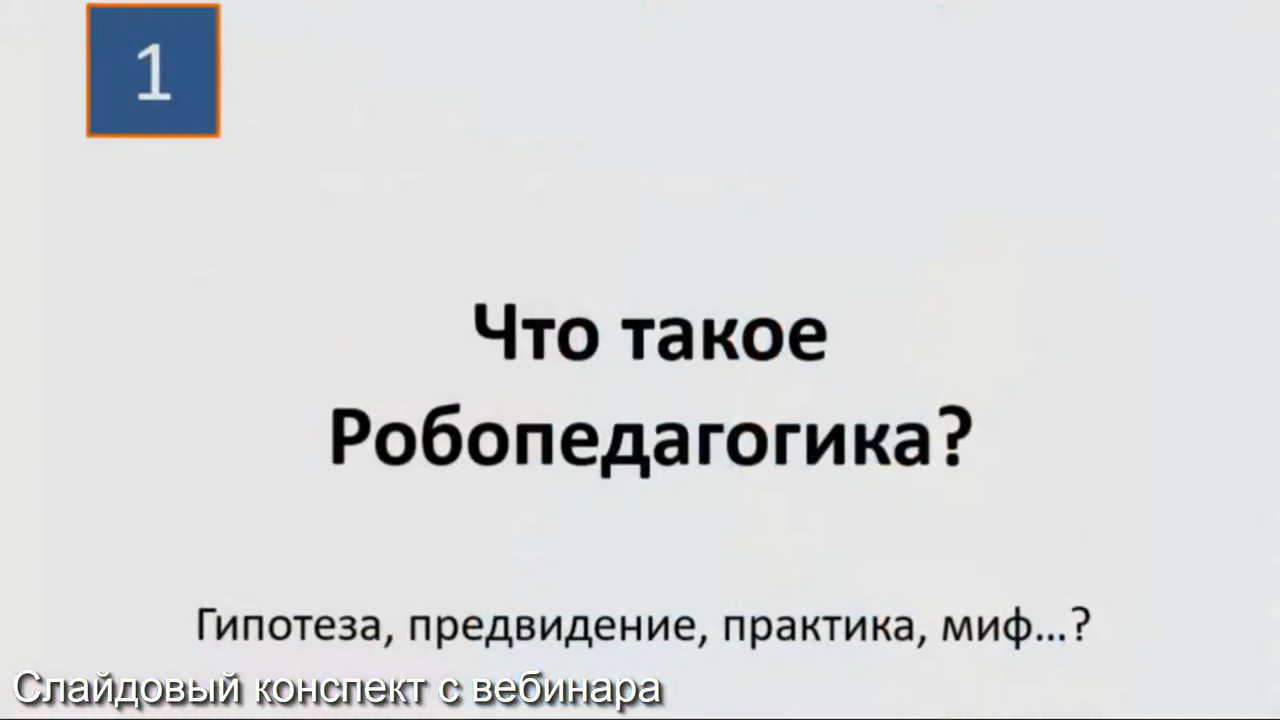 1
Что такое
Робопедагогика?
Гипотеза, предвидение, практика, миф...?
Слайдовый конспект с вебинара